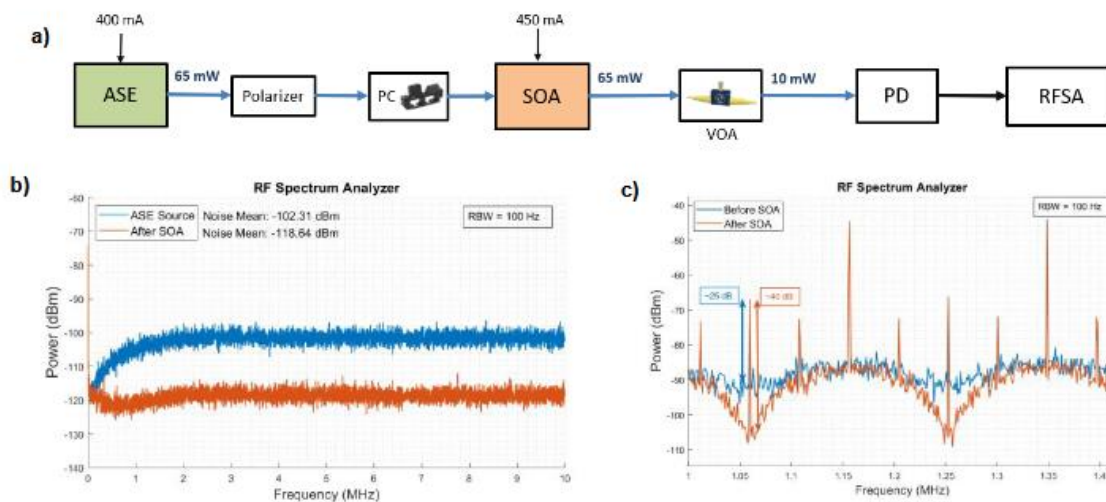 a)
400 mA
450 mA
ASE
65 mW
Polarizer
PC
SOA
65 mW
VOA
10 mW
PD
RFSA
b)
RF Spectrum Analyzer
ASE Source Noise Mean: -102.31 dBm
After SOA Noise Mean: -118.64 dBm
RBW = 100 Hz
Power (dBm)
-60
-70
-80
-90
-100
-110
-120
-130
-140
0 1 2 3 4 5 6 7 8 9 10
Frequency (MHz)
c)
RF Spectrum Analyzer
Before SOA
After SOA
RBW = 100 Hz
~25 dB
~40 dB
Power (dBm)
-40
-50
-60
-70
-80
-90
-100
-110
1 1.05 1.1 1.15 1.2 1.25 1.3 1.35 1.4
Frequency (MHz)